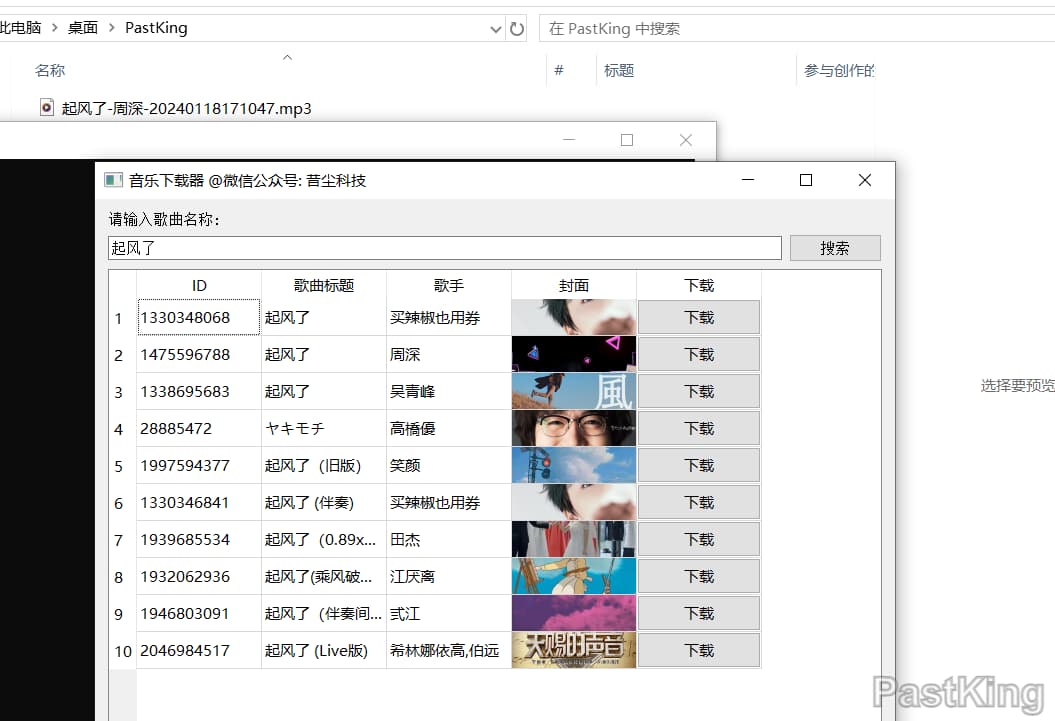 此电脑 > 桌面 > PastKing
在 PastKing 中搜索
名称 # 标题 参与创作的
起风了-周深-20240118171047.mp3
音乐下载器 @微信公众号: 苷尘科技
请输入歌曲名称:
起风了 搜索
ID 歌曲标题 歌手 封面 下载
1 1330348068 起风了 买辣椒也用券 下载
2 1475596788 起风了 周深 下载
3 1338695683 起风了 吴青峰 風 下载
4 28885472 ヤキモチ 高橋優 下载
5 1997594377 起风了（旧版） 笑颜 下载
6 1330346841 起风了 (伴奏) 买辣椒也用券 下载
7 1939685534 起风了（0.89x... 田杰 下载
8 1932062936 起风了(乘风破... 江厌离 下载
9 1946803091 起风了（伴奏间... 弍江 下载
10 2046984517 起风了 (Live版) 希林娜依高,伯远 天赐的声音 下载
选择要预览
PastKing